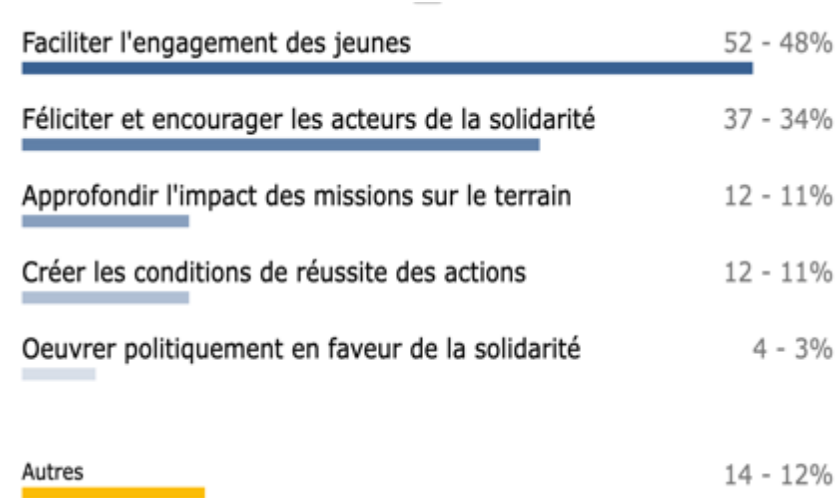 Faciliter l'engagement des jeunes 52 - 48%
Féliciter et encourager les acteurs de la solidarité 37 - 34%
Approfondir l'impact des missions sur le terrain 12 - 11%
Créer les conditions de réussite des actions 12 - 11%
Oeuvrer politiquement en faveur de la solidarité 4 - 3%
Autres 14 - 12%